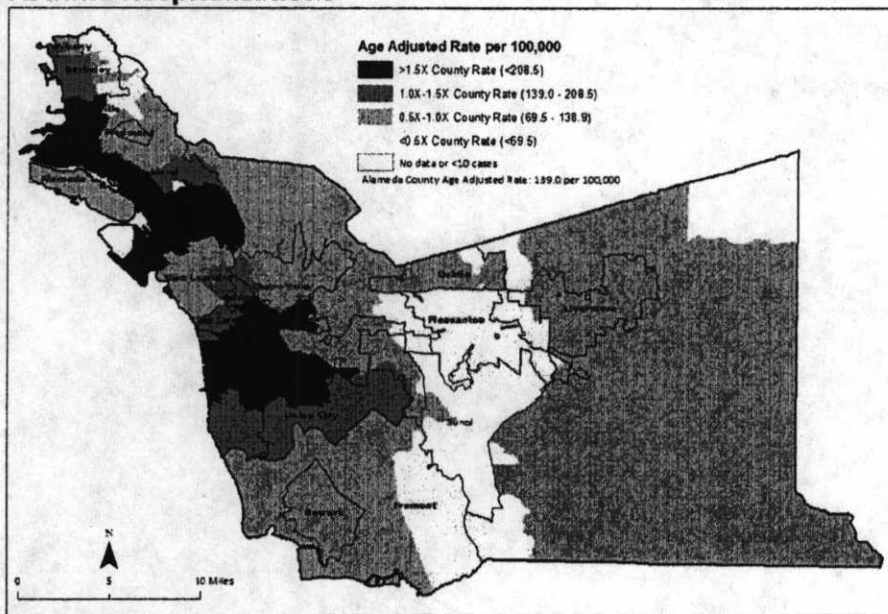 Age Adjusted Rate per 100,000
>1.5X County Rate (<208.5)
1.0X-1.5X County Rate (139.0 - 208.5)
0.5X-1.0X County Rate (69.5 - 138.9)
<0.5X County Rate (<69.5)
No data or <10 cases
Alameda County Age Adjusted Rate: 139.0 per 100,000
Berkeley
Piedmont
Alameda
Dublin
Pleasanton
Livermore
Union City
Sunol
Newark
Fremont
N
0 5 10 Miles